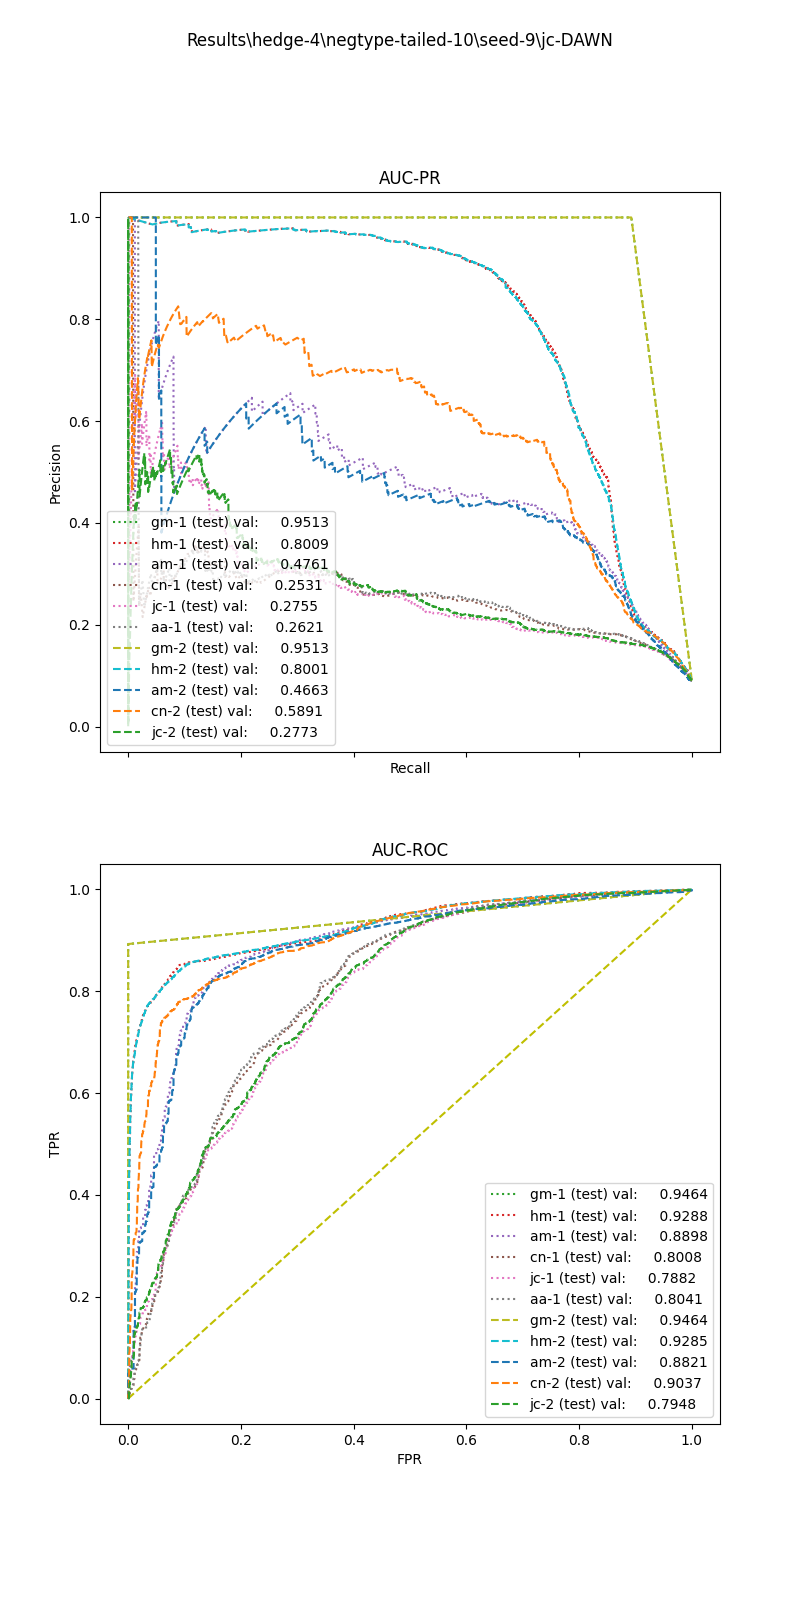 Results\hedge-4\negtype-tailed-10\seed-9\jc-DAWN
AUC-PR
1.0
0.8
0.6
0.4
0.2
0.0
Precision
gm-1 (test) val: 0.9513
hm-1 (test) val: 0.8009
am-1 (test) val: 0.4761
cn-1 (test) val: 0.2531
jc-1 (test) val: 0.2755
aa-1 (test) val: 0.2621
gm-2 (test) val: 0.9513
hm-2 (test) val: 0.8001
am-2 (test) val: 0.4663
cn-2 (test) val: 0.5891
jc-2 (test) val: 0.2773
Recall
AUC-ROC
1.0
0.8
0.6
0.4
0.2
0.0
TPR
gm-1 (test) val: 0.9464
hm-1 (test) val: 0.9288
am-1 (test) val: 0.8898
cn-1 (test) val: 0.8008
jc-1 (test) val: 0.7882
aa-1 (test) val: 0.8041
gm-2 (test) val: 0.9464
hm-2 (test) val: 0.9285
am-2 (test) val: 0.8821
cn-2 (test) val: 0.9037
jc-2 (test) val: 0.7948
0.0 0.2 0.4 0.6 0.8 1.0
FPR